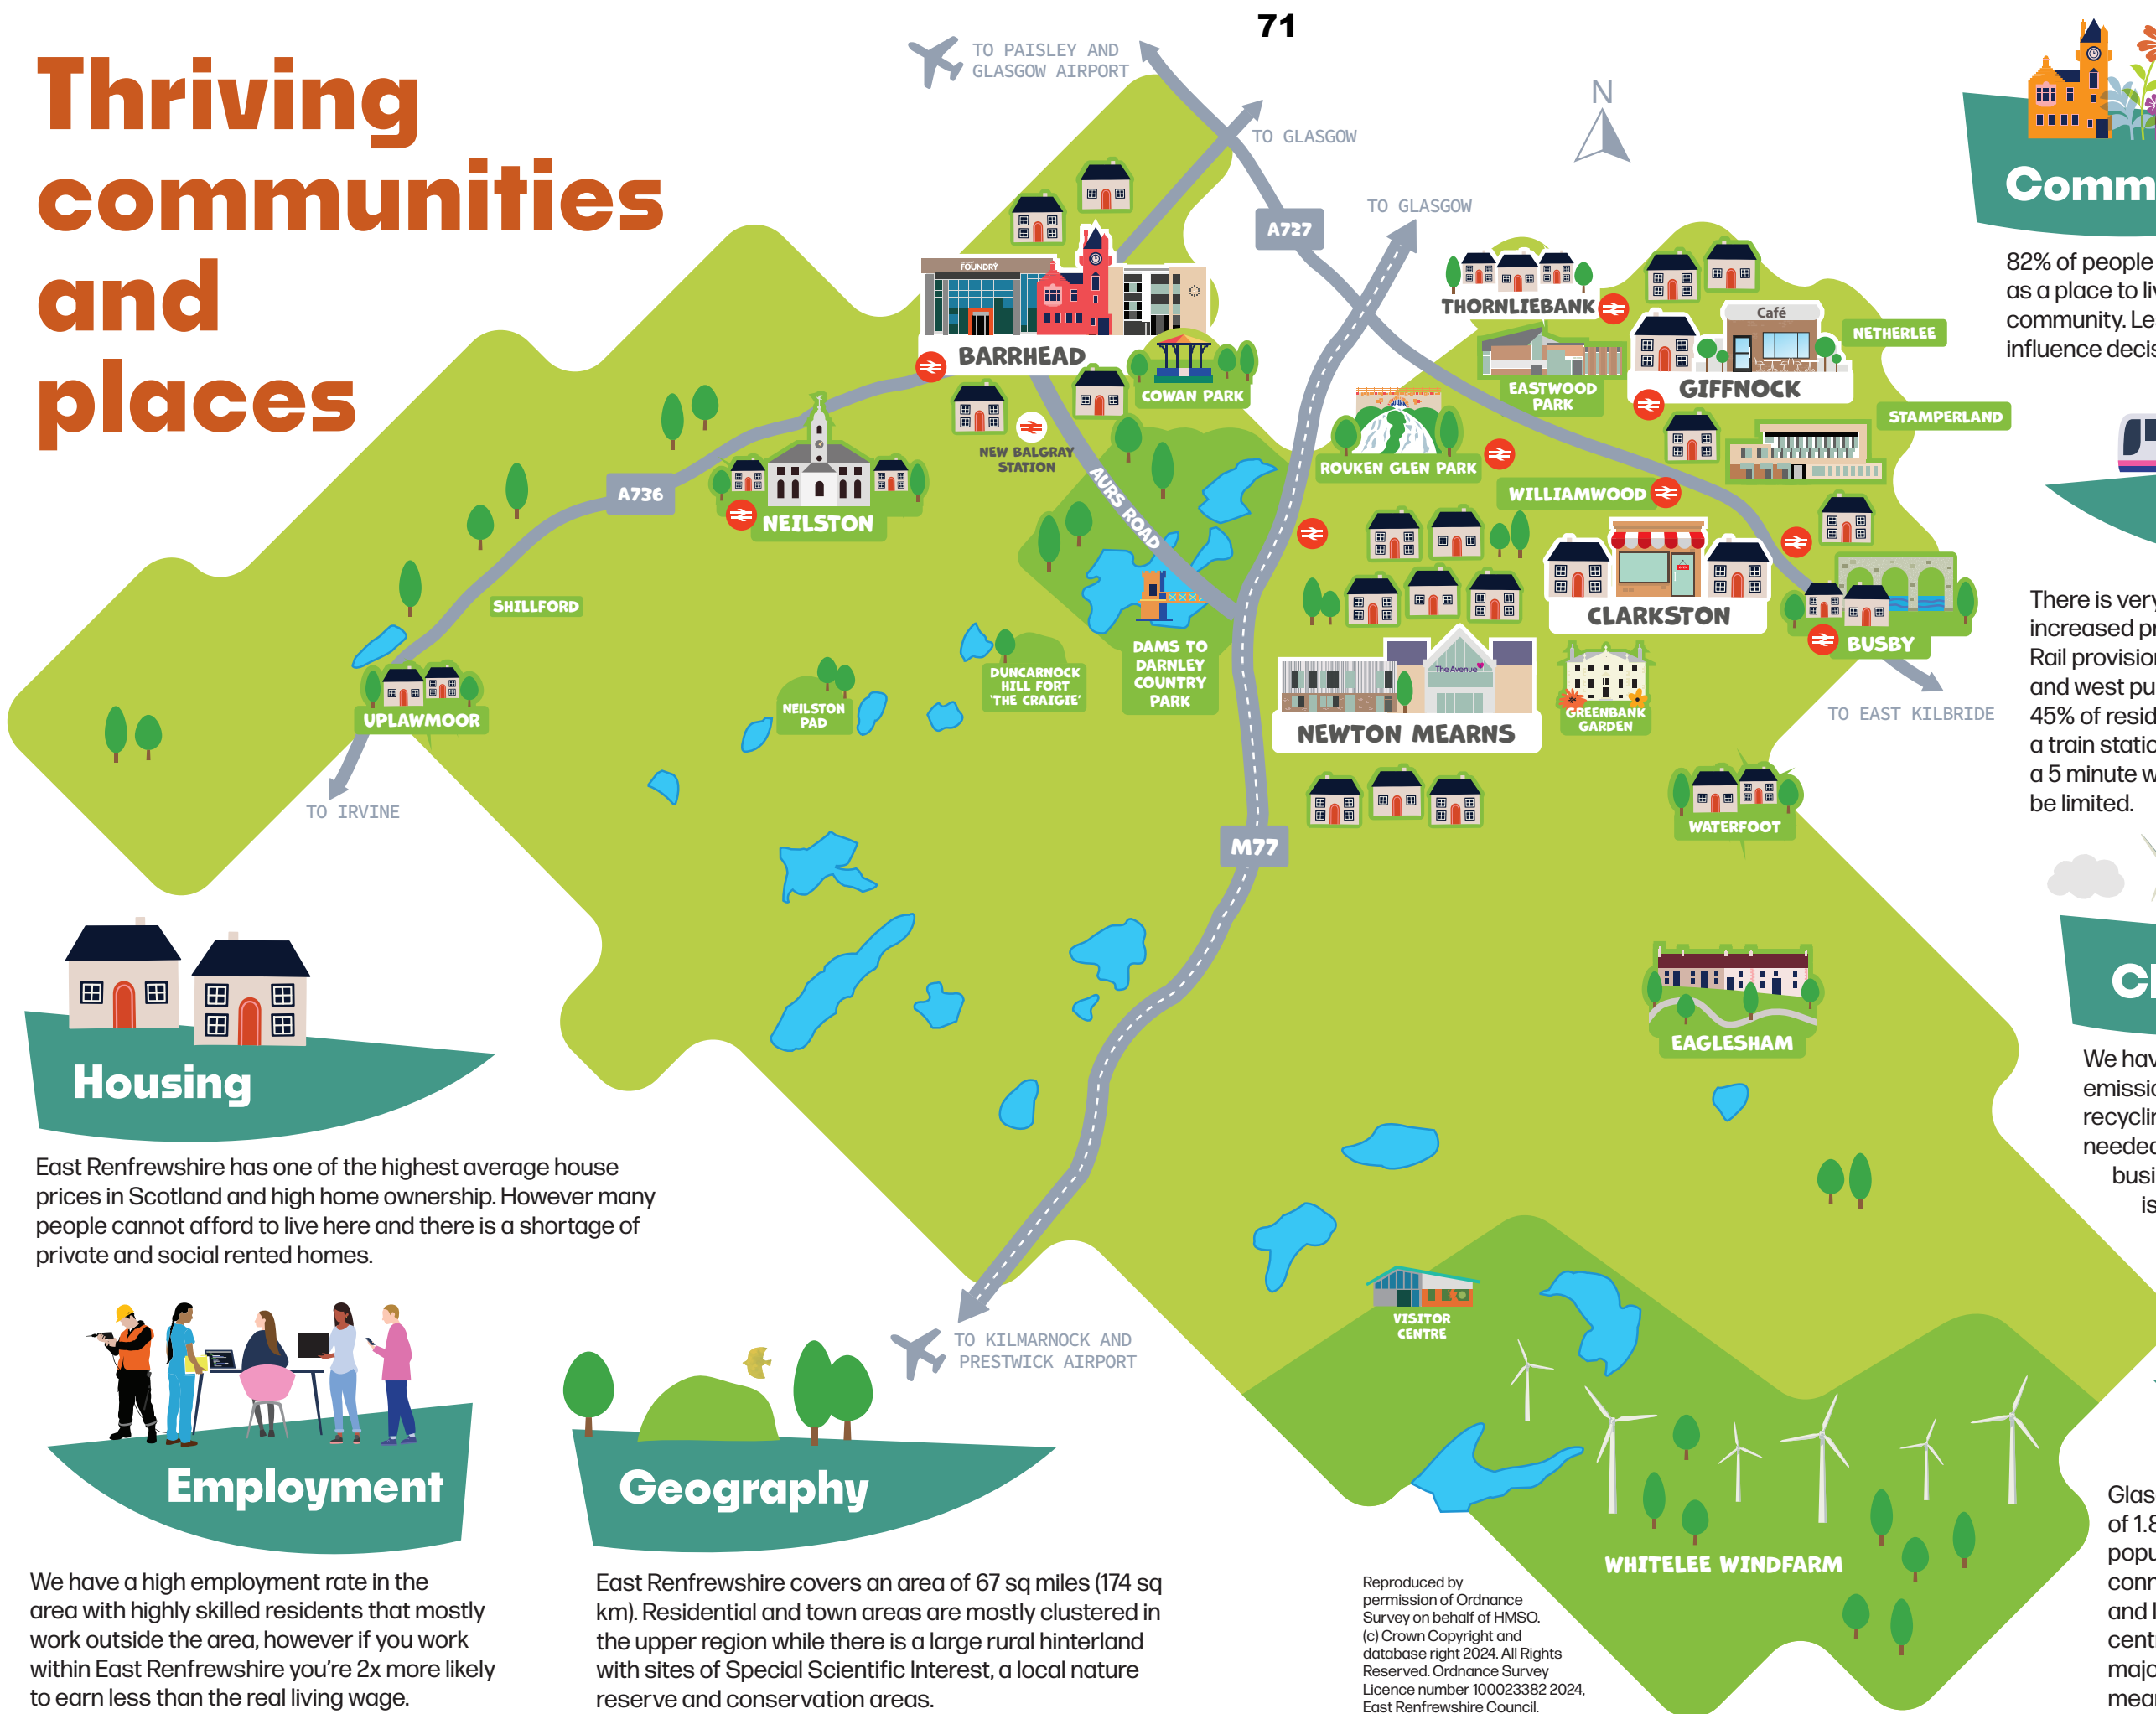 71
Thriving
communities
and
places
TO PAISLEY AND
GLASGOW AIRPORT
TO GLASGOW
N
TO GLASGOW
A727
FOUNDRY
BARRHEAD
COWAN PARK
NEW BALGRAY
STATION
AURS ROAD
THORNLIEBANK
Café
GIFFNOCK
NETHERLEE
EASTWOOD
PARK
STAMPERLAND
ROUKEN GLEN PARK
WILLIAMWOOD
A736
NEILSTON
SHILLFORD
UPLAWMOOR
TO IRVINE
NEILSTON
PAD
DUNCARNOCK
HILL FORT
'THE CRAIGIE'
DAMS TO
DARNLEY
COUNTRY
PARK
CLARKSTON
BUSBY
TO EAST KILBRIDE
The Avenue
NEWTON MEARNS
GREENBANK
GARDEN
WATERFOOT
M77
EAGLESHAM
VISITOR
CENTRE
WHITELEE WINDFARM
TO KILMARNOCK AND
PRESTWICK AIRPORT
Housing
East Renfrewshire has one of the highest average house
prices in Scotland and high home ownership. However many
people cannot afford to live here and there is a shortage of
private and social rented homes.
Employment
We have a high employment rate in the
area with highly skilled residents that mostly
work outside the area, however if you work
within East Renfrewshire you're 2x more likely
to earn less than the real living wage.
Geography
East Renfrewshire covers an area of 67 sq miles (174 sq
km). Residential and town areas are mostly clustered in
the upper region while there is a large rural hinterland
with sites of Special Scientific Interest, a local nature
reserve and conservation areas.
Reproduced by
permission of Ordnance
Survey on behalf of HMSO.
(c) Crown Copyright and
database right 2024. All Rights
Reserved. Ordnance Survey
Licence number 100023382 2024,
East Renfrewshire Council.
Comm
82% of people
as a place to li
community. Le
influence decis
There is very
increased pr
Rail provision
and west pu
45% of resid
a train statio
a 5 minute w
be limited.
We hav
emissio
recyclin
needed
busi
is
Glas
of 1.8
popu
conn
and l
centr
majo
mean